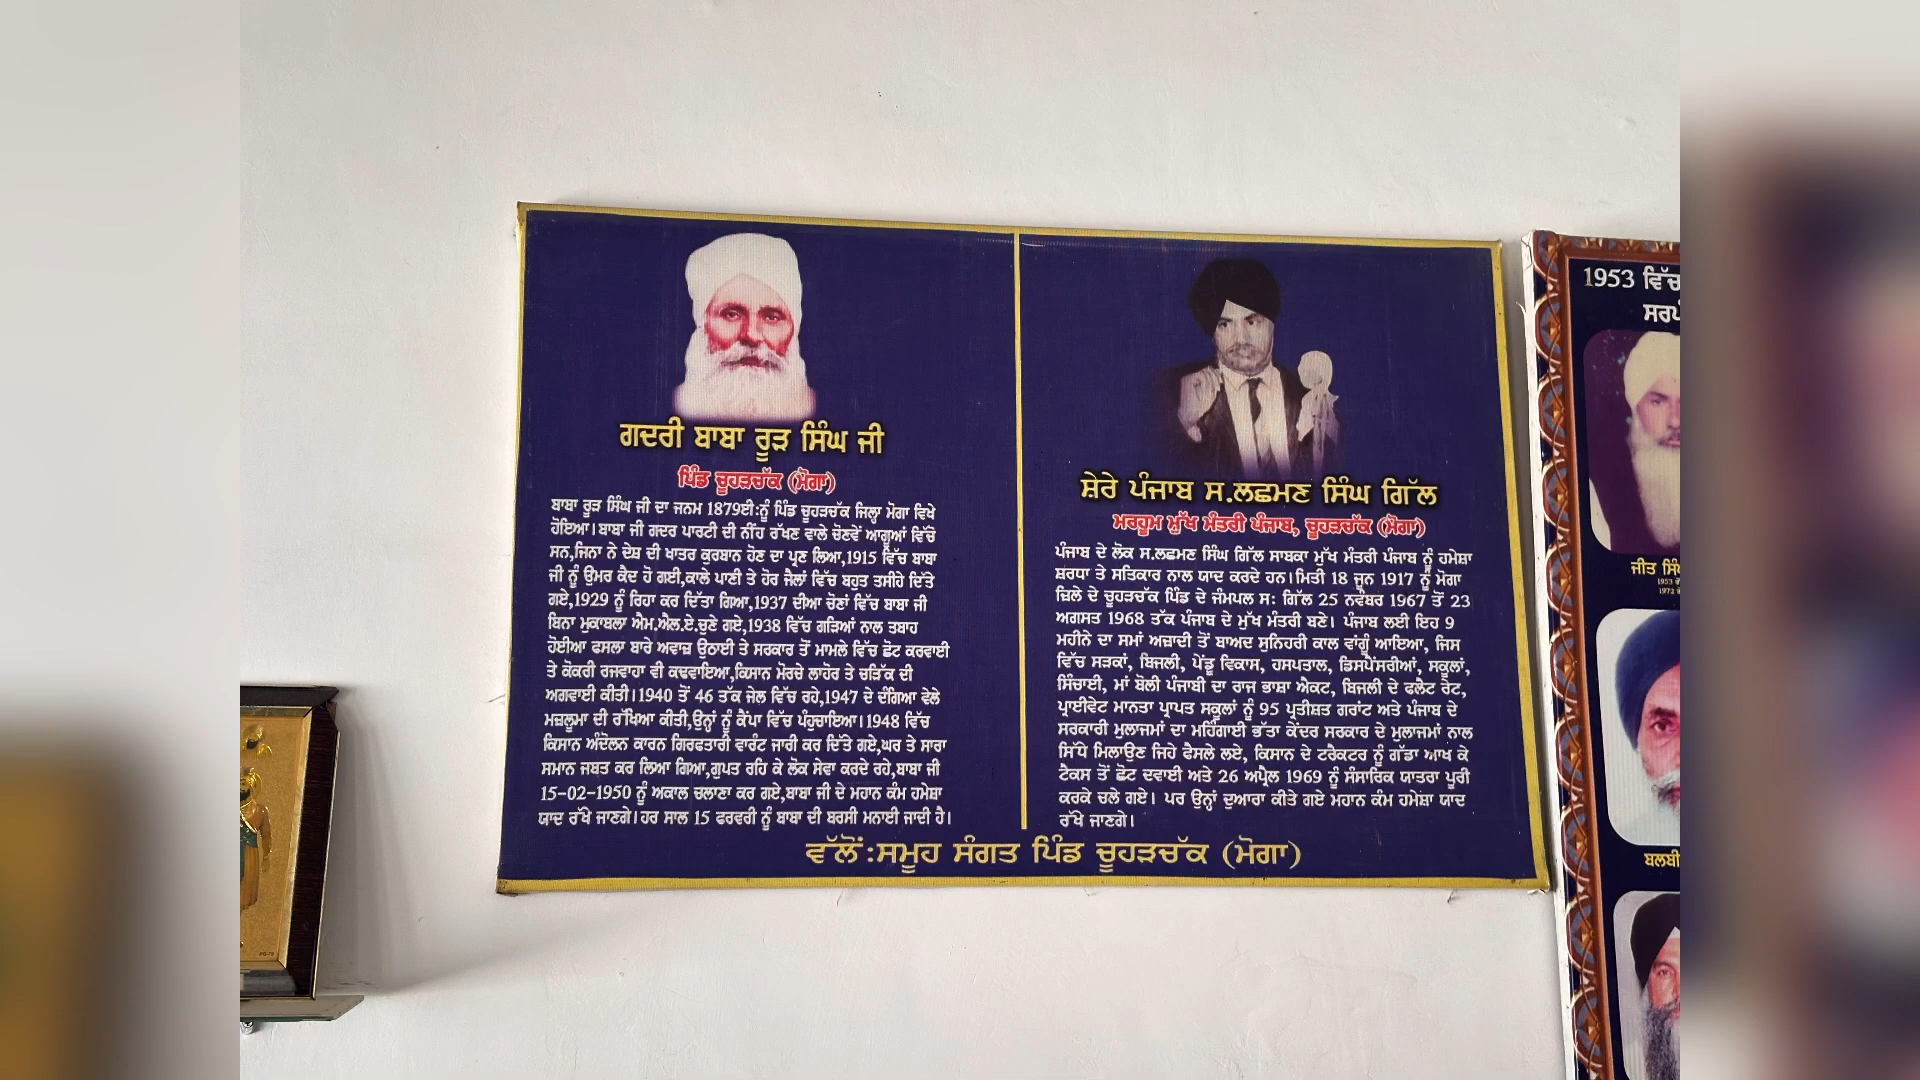 ਗਦਰੀ ਬਾਬਾ ਰੂੜ ਸਿੰਘ ਜੀ
ਪਿੰਡ ਚੂਹੜਚੱਕ (ਮੋਗਾ)
ਬਾਬਾ ਰੂੜ ਸਿੰਘ ਜੀ ਦਾ ਜਨਮ 1879ਈ:ਨੂੰ ਪਿੰਡ ਚੂਹੜਚੱਕ ਜਿਲ੍ਹਾ ਮੋਗਾ ਵਿਖੇ
ਹੋਇਆ।ਬਾਬਾ ਜੀ ਗਦਰ ਪਾਰਟੀ ਦੀ ਨੀਂਹ ਰੱਖਣ ਵਾਲੇ ਚੋਣਵੇਂ ਆਗੂਆਂ ਵਿੱਚੋ
ਸਨ,ਜਿਨਾ ਨੇ ਦੇਸ਼ ਦੀ ਖਾਤਰ ਕੁਰਬਾਨ ਹੋਣ ਦਾ ਪ੍ਰਣ ਲਿਆ,1915 ਵਿੱਚ ਬਾਬਾ
ਜੀ ਨੂੰ ਉਮਰ ਕੈਦ ਹੋ ਗਈ,ਕਾਲੇ ਪਾਣੀ ਤੇ ਹੋਰ ਜੈਲਾਂ ਵਿੱਚ ਬਹੁਤ ਤਸੀਹੇ ਦਿੱਤੇ
ਗਏ,1929 ਨੂੰ ਰਿਹਾ ਕਰ ਦਿੱਤਾ ਗਿਆ,1937 ਦੀਆ ਚੋਣਾਂ ਵਿੱਚ ਬਾਬਾ ਜੀ
ਬਿਨਾ ਮੁਕਾਬਲਾ ਐਮ.ਐਲ.ਏ.ਚੁਣੇ ਗਏ,1938 ਵਿੱਚ ਗੜਿਆਂ ਨਾਲ ਤਬਾਹ
ਹੋਈਆ ਫਸਲਾ ਬਾਰੇ ਅਵਾਜ਼ ਉਠਾਈ ਤੇ ਸਰਕਾਰ ਤੋਂ ਮਾਮਲੇ ਵਿੱਚ ਛੋਟ ਕਰਵਾਈ
ਤੇ ਕੋਕਰੀ ਰਜਵਾਹਾ ਵੀ ਕਢਵਾਇਆ,ਕਿਸਾਨ ਮੋਰਚੇ ਲਾਹੋਰ ਤੇ ਚੜਿੱਕ ਦੀ
ਅਗਵਾਈ ਕੀਤੀ।1940 ਤੋਂ 46 ਤੱਕ ਜੇਲ ਵਿੱਚ ਰਹੇ,1947 ਦੇ ਦੰਗਿਆ ਵੇਲੇ
ਮਜ਼ਲੂਮਾ ਦੀ ਰੱਖਿਆ ਕੀਤੀ,ਉਨ੍ਹਾਂ ਨੂੰ ਕੈਂਪਾ ਵਿੱਚ ਪੰਹੁਚਾਇਆ।1948 ਵਿੱਚ
ਕਿਸਾਨ ਅੰਦੋਲਨ ਕਾਰਨ ਗਿਰਫਤਾਰੀ ਵਾਰੰਟ ਜਾਰੀ ਕਰ ਦਿੱਤੇ ਗਏ,ਘਰ ਤੇ ਸਾਰਾ
ਸਮਾਨ ਜਬਤ ਕਰ ਲਿਆ ਗਿਆ,ਗੁਪਤ ਰਹਿ ਕੇ ਲੋਕ ਸੇਵਾ ਕਰਦੇ ਰਹੇ,ਬਾਬਾ ਜੀ
15-02-1950 ਨੂੰ ਅਕਾਲ ਚਲਾਣਾ ਕਰ ਗਏ,ਬਾਬਾ ਜੀ ਦੇ ਮਹਾਨ ਕੰਮ ਹਮੇਸ਼ਾ
ਯਾਦ ਰੱਖੇ ਜਾਣਗੇ।ਹਰ ਸਾਲ 15 ਫਰਵਰੀ ਨੂੰ ਬਾਬਾ ਦੀ ਬਰਸੀ ਮਨਾਈ ਜਾਦੀ ਹੈ।
ਸ਼ੇਰੇ ਪੰਜਾਬ ਸ.ਲਛਮਣ ਸਿੰਘ ਗਿੱਲ
ਮਰਹੂਮ ਮੁੱਖ ਮੰਤਰੀ ਪੰਜਾਬ, ਚੂਹੜਚੱਕ (ਮੋਗਾ)
ਪੰਜਾਬ ਦੇ ਲੋਕ ਸ.ਲਛਮਣ ਸਿੰਘ ਗਿੱਲ ਸਾਬਕਾ ਮੁੱਖ ਮੰਤਰੀ ਪੰਜਾਬ ਨੂੰ ਹਮੇਸ਼ਾ
ਸ਼ਰਧਾ ਤੇ ਸਤਿਕਾਰ ਨਾਲ ਯਾਦ ਕਰਦੇ ਹਨ।ਮਿਤੀ 18 ਜੂਨ 1917 ਨੂੰ ਮੋਗਾ
ਜ਼ਿਲੇ ਦੇ ਚੂਹੜਚੱਕ ਪਿੰਡ ਦੇ ਜੰਮਪਲ ਸ: ਗਿੱਲ 25 ਨਵੰਬਰ 1967 ਤੋਂ 23
ਅਗਸਤ 1968 ਤੱਕ ਪੰਜਾਬ ਦੇ ਮੁੱਖ ਮੰਤਰੀ ਬਣੇ। ਪੰਜਾਬ ਲਈ ਇਹ 9
ਮਹੀਨੇ ਦਾ ਸਮਾਂ ਅਜ਼ਾਦੀ ਤੋਂ ਬਾਅਦ ਸੁਨਿਹਰੀ ਕਾਲ ਵਾਂਗੂੰ ਆਇਆ, ਜਿਸ
ਵਿੱਚ ਸੜਕਾਂ, ਬਿਜਲੀ, ਪੇਂਡੂ ਵਿਕਾਸ, ਹਸਪਤਾਲ, ਡਿਸਪੈਂਸਰੀਆਂ, ਸਕੂਲਾਂ,
ਸਿੰਚਾਈ, ਮਾਂ ਬੋਲੀ ਪੰਜਾਬੀ ਦਾ ਰਾਜ ਭਾਸ਼ਾ ਐਕਟ, ਬਿਜਲੀ ਦੇ ਫਲੈਟ ਰੇਟ,
ਪ੍ਰਾਈਵੇਟ ਮਾਨਤਾ ਪ੍ਰਾਪਤ ਸਕੂਲਾਂ ਨੂੰ 95 ਪ੍ਰਤੀਸ਼ਤ ਗਰਾਂਟ ਅਤੇ ਪੰਜਾਬ ਦੇ
ਸਰਕਾਰੀ ਮੁਲਾਜਮਾਂ ਦਾ ਮਹਿੰਗਾਈ ਭੱਤਾ ਕੇਂਦਰ ਸਰਕਾਰ ਦੇ ਮੁਲਾਜਮਾਂ ਨਾਲ
ਸਿੱਧੇ ਮਿਲਾਉਣ ਜਿਹੇ ਫੈਸਲੇ ਲਏ, ਕਿਸਾਨ ਦੇ ਟਰੈਕਟਰ ਨੂੰ ਗੱਡਾ ਆਖ ਕੇ
ਟੈਕਸ ਤੋਂ ਛੋਟ ਦਵਾਈ ਅਤੇ 26 ਅਪ੍ਰੈਲ 1969 ਨੂੰ ਸੰਸਾਰਿਕ ਯਾਤਰਾ ਪੂਰੀ
ਕਰਕੇ ਚਲੇ ਗਏ। ਪਰ ਉਨ੍ਹਾਂ ਦੁਆਰਾ ਕੀਤੇ ਗਏ ਮਹਾਨ ਕੰਮ ਹਮੇਸ਼ਾ ਯਾਦ
ਰੱਖੇ ਜਾਣਗੇ।
ਵੱਲੋਂ:ਸਮੂਹ ਸੰਗਤ ਪਿੰਡ ਚੂਹੜਚੱਕ (ਮੋਗਾ)
1953 ਵਿੱਚ
ਜੀਤ
1953
1972